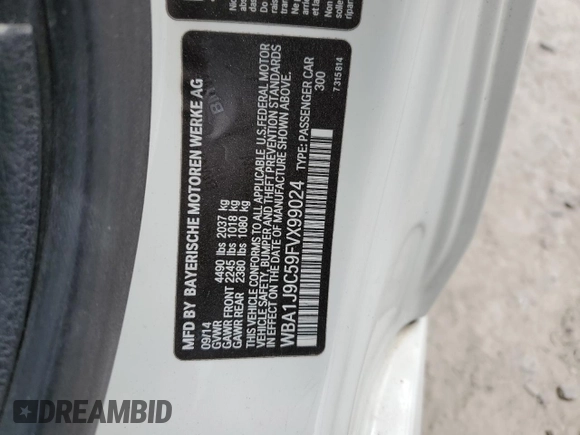 MFD BY BAYERISCHE MOTOREN WERKE AG
09/14
GVWR 4490 lbs 2037 kg
GAWR FRONT 2245 lbs 1018 kg
GAWR REAR 2380 lbs 1080 kg
THIS VEHICLE CONFORMS TO ALL APPLICABLE U.S.FEDERAL MOTOR
VEHICLE SAFETY, BUMPER AND THEFT PREVENTION STANDARDS
IN EFFECT ON THE DATE OF MANUFACTURE SHOWN ABOVE.
WBA1J9C59FVX99024 TYPE: PASSENGER CAR
300
7 315 814
DREAMBID